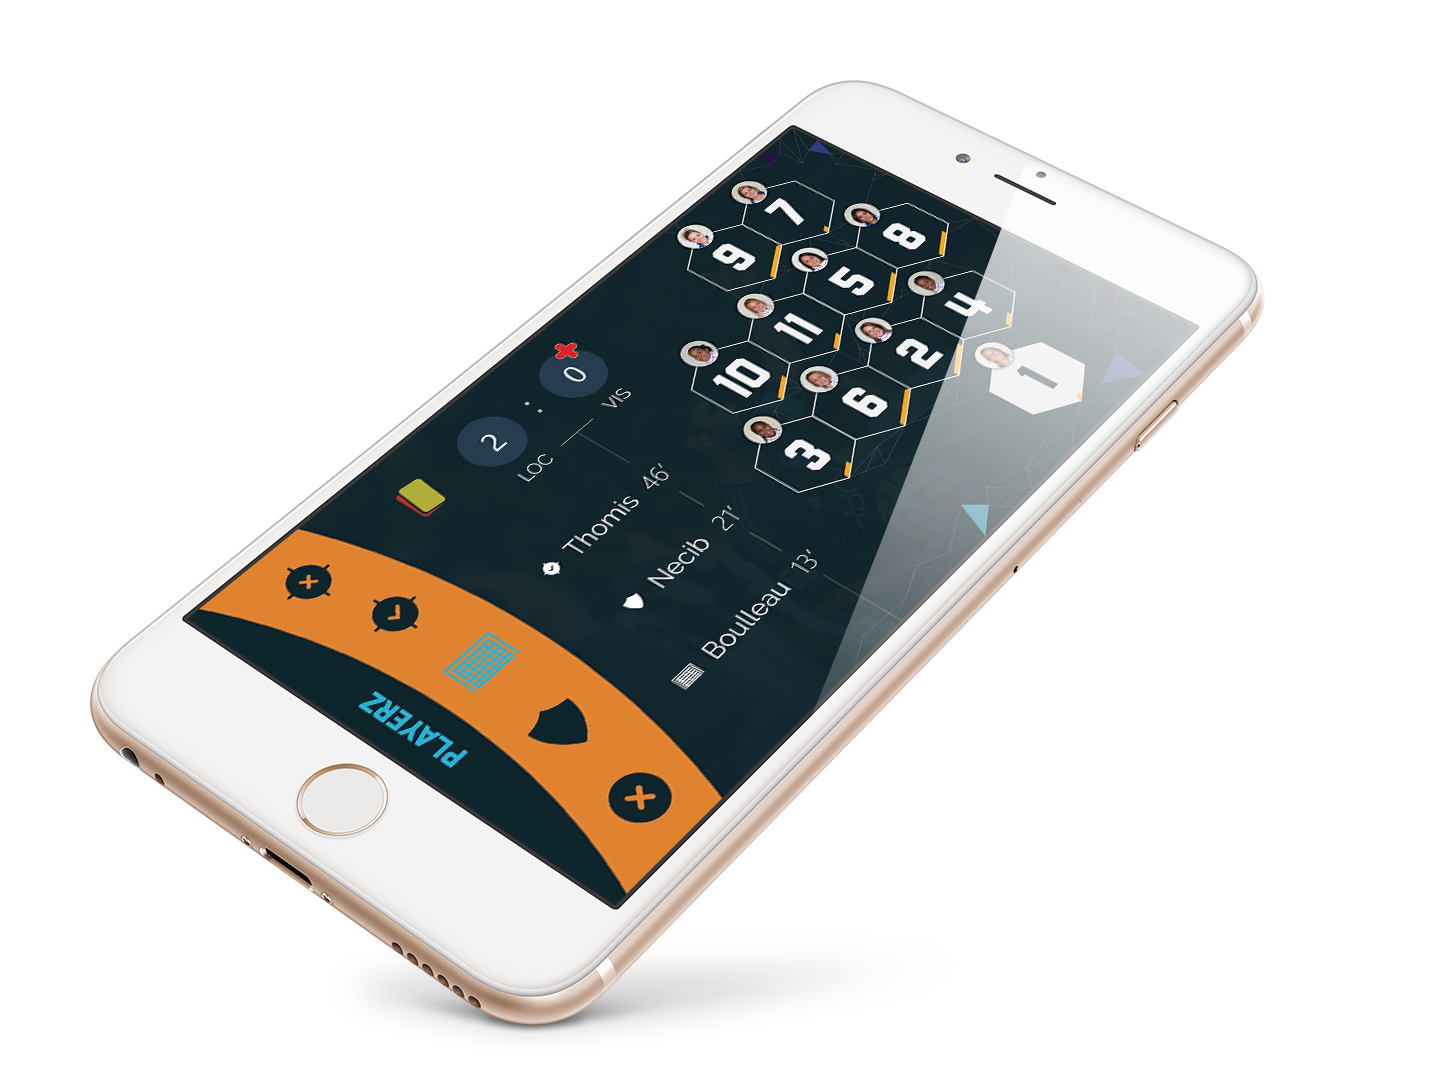 PLAYERZ
2 : 0
LOC VIS
Thomis 46'
Necib 21'
Boulleau 13'
9 7
10 11 5 8
3 6 2 4
1